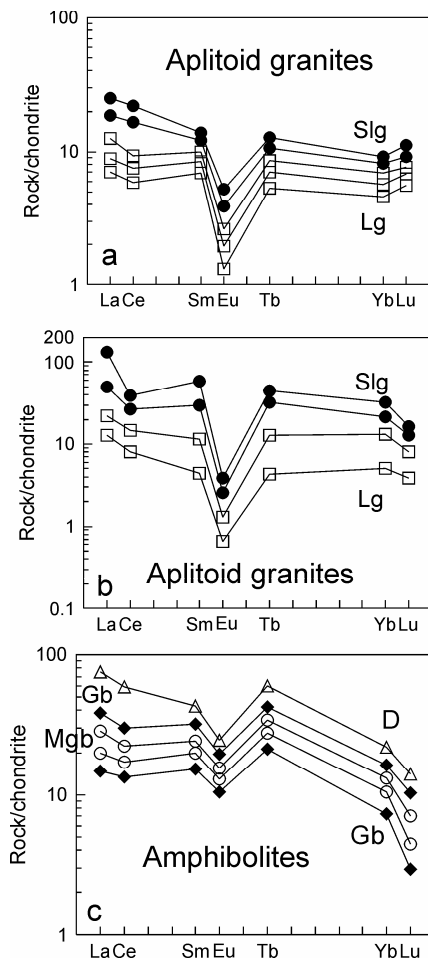 100
Aplitoid granites
Slg
10
Rock/chondrite
Lg
a
1
La Ce Sm Eu Tb Yb Lu
200
100
Slg
10
Rock/chondrite
Lg
1
b Aplitoid granites
0.1
La Ce Sm Eu Tb Yb Lu
100
Gb
D
Mgb
10
Rock/chondrite
Gb
Amphibolites
c
1
La Ce Sm Eu Tb Yb Lu